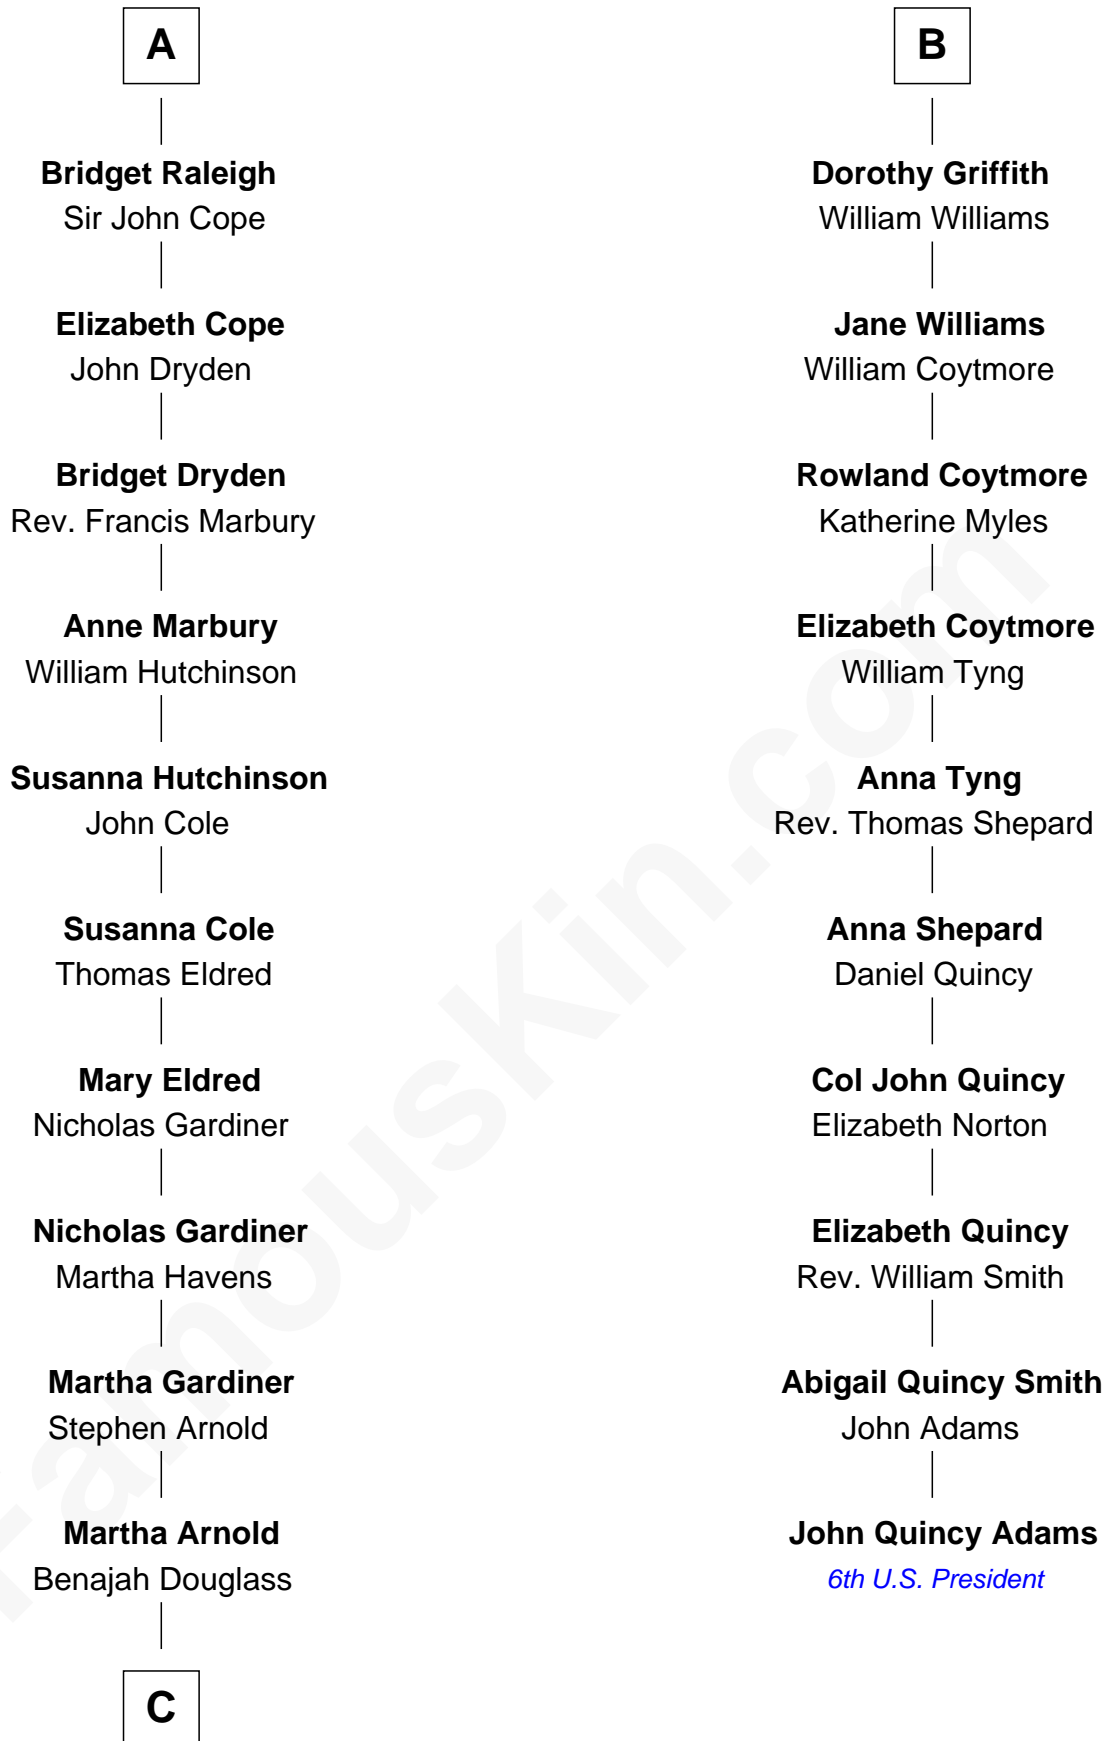 A
Bridget Raleigh
Sir John Cope
Elizabeth Cope
John Dryden
Bridget Dryden
Rev. Francis Marbury
Anne Marbury
William Hutchinson
Susanna Hutchinson
John Cole
Susanna Cole
Thomas Eldred
Mary Eldred
Nicholas Gardiner
Nicholas Gardiner
Martha Havens
Martha Gardiner
Stephen Arnold
Martha Arnold
Benajah Douglass
C
B
Dorothy Griffith
William Williams
Jane Williams
William Coytmore
Rowland Coytmore
Katherine Myles
Elizabeth Coytmore
William Tyng
Anna Tyng
Rev. Thomas Shepard
Anna Shepard
Daniel Quincy
Col John Quincy
Elizabeth Norton
Elizabeth Quincy
Rev. William Smith
Abigail Quincy Smith
John Adams
John Quincy Adams
6th U.S. President
FamousKin.com